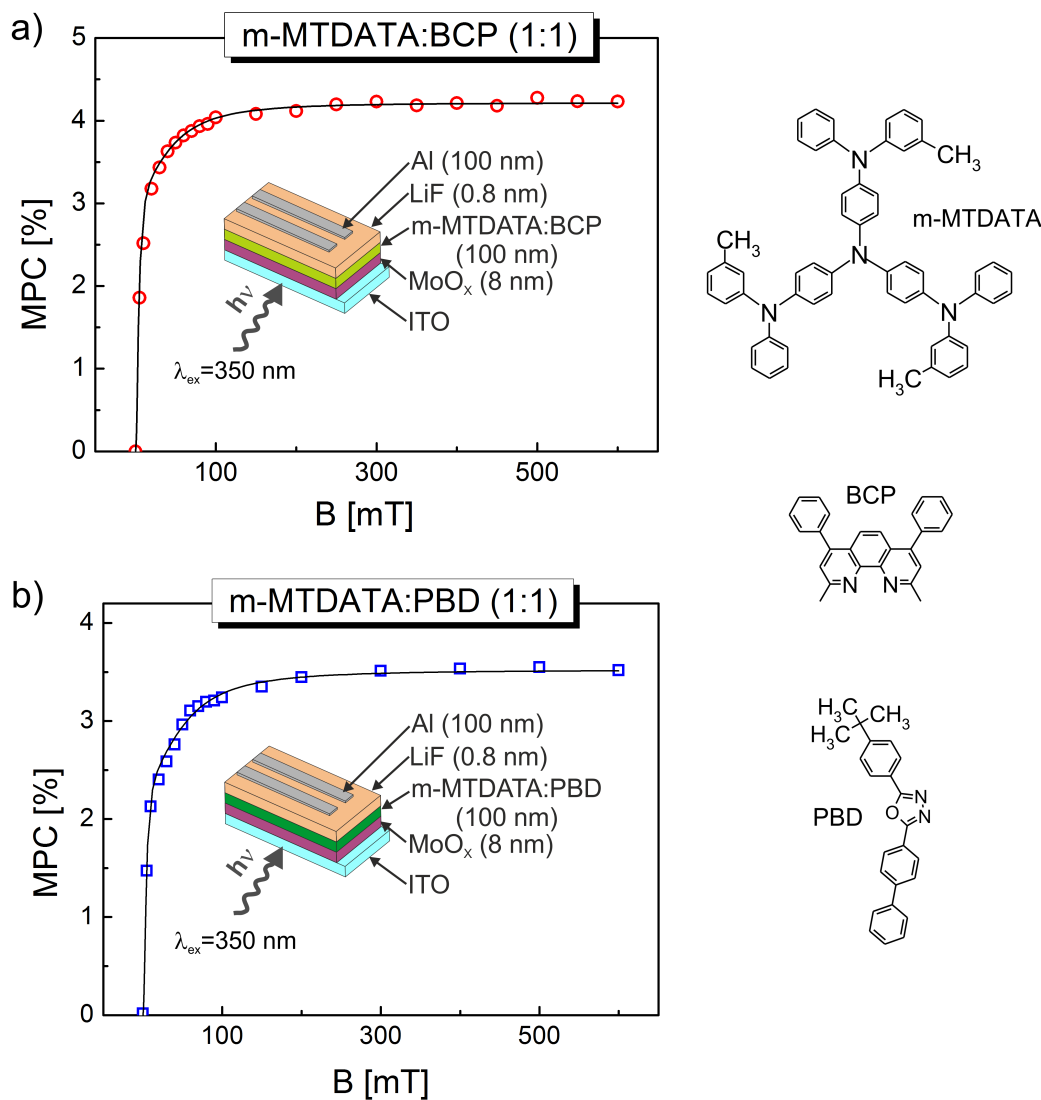 a)
m-MTDATA:BCP (1:1)
5
4
3
2
1
0
MPC [%]
100
300
500
B [mT]
Al (100 nm)
LiF (0.8 nm)
m-MTDATA:BCP
(100 nm)
MoOₓ (8 nm)
ITO
hν
λₑₓ=350 nm
CH₃
N
N
m-MTDATA
CH₃
N
N
H₃C
BCP
N
N
b)
m-MTDATA:PBD (1:1)
4
3
2
1
0
MPC [%]
100
300
500
B [mT]
Al (100 nm)
LiF (0.8 nm)
m-MTDATA:PBD
(100 nm)
MoOₓ (8 nm)
ITO
hν
λₑₓ=350 nm
H₃C
CH₃
H₃C
N
N
O
PBD